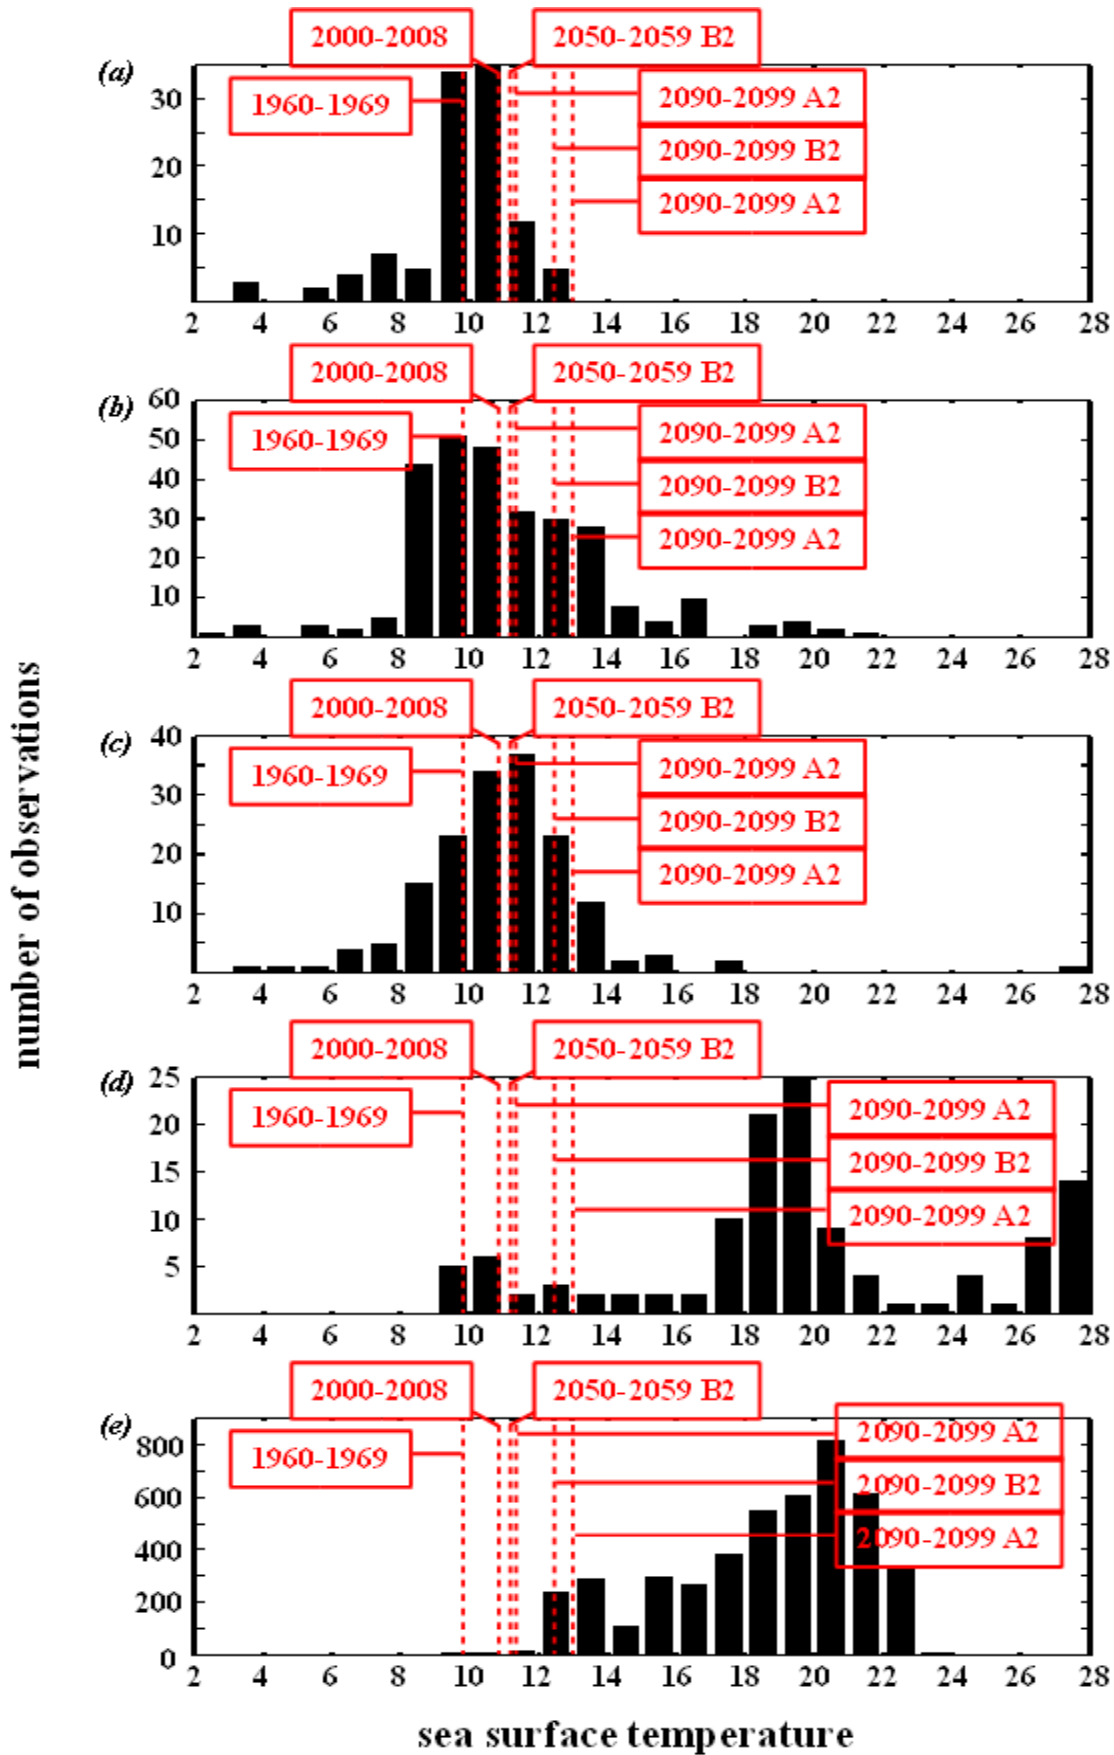 2000-2008 2050-2059 B2
(a)
30 1960-1969 2090-2099 A2
2090-2099 B2
20
2090-2099 A2
10
2 4 6 8 10 12 14 16 18 20 22 24 26 28
2000-2008 2050-2059 B2
(b) 60
1960-1969 2090-2099 A2
50
40 2090-2099 B2
30
2090-2099 A2
20
10
2 4 6 8 10 12 14 16 18 20 22 24 26 28
2000-2008 2050-2059 B2
(c) 40
1960-1969 2090-2099 A2
30
2090-2099 B2
20
2090-2099 A2
10
2 4 6 8 10 12 14 16 18 20 22 24 26 28
2000-2008 2050-2059 B2
(d) 25
1960-1969 2090-2099 A2
20
2090-2099 B2
15
10 2090-2099 A2
5
2 4 6 8 10 12 14 16 18 20 22 24 26 28
2000-2008 2050-2059 B2
(e)
2090-2099 A2
800
1960-1969
2090-2099 B2
600
2090-2099 A2
400
200
0
2 4 6 8 10 12 14 16 18 20 22 24 26 28
number of observations
sea surface temperature